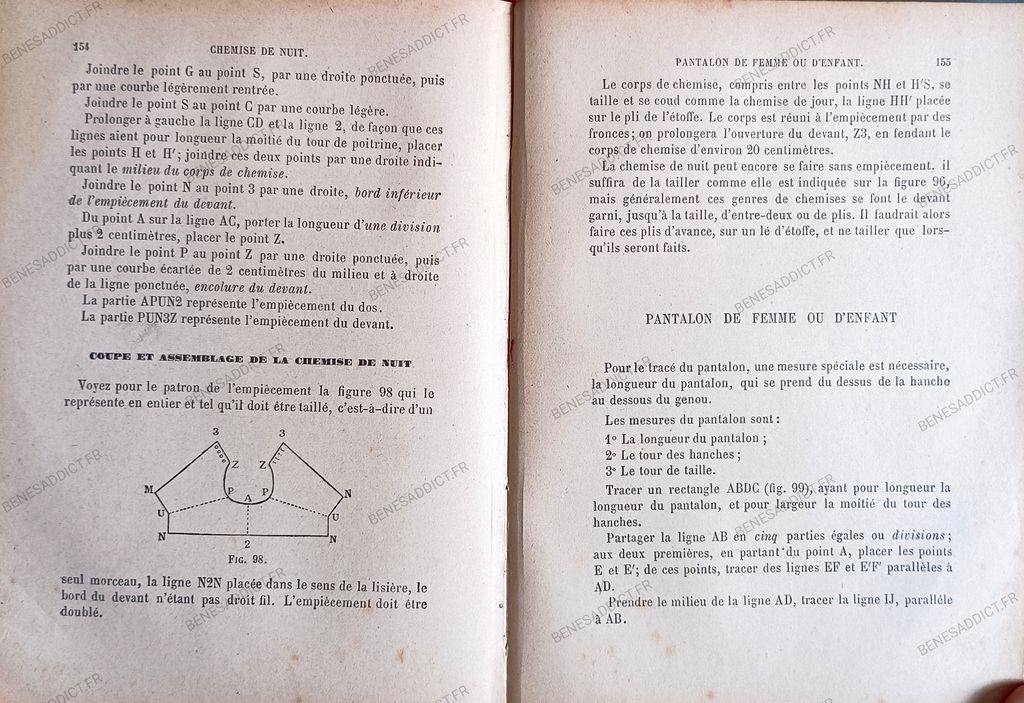 154
CHEMISE DE NUIT.
Joindre le point G au point S, par une droite ponctuée, puis
par une courbe légèrement rentrée.
Joindre le point S au point C par une courbe légère.
Prolonger à gauche la ligne CD et la ligne 2, de façon que ces
lignes aient pour longueur la moitié du tour de poitrine, placer
les points H et H'; joindre ces deux points par une droite indi-
quant le milieu du corps de chemise.
Joindre le point N au point 3 par une droite, bord inférieur
de l'empiècement du devant.
Du point A sur la ligne AC, porter la longueur d'une division
plus 2 centimètres, placer le point Z.
Joindre le point P au point Z par une droite ponctuée, puis
par une courbe écartée de 2 centimètres du milieu et à droite
de la ligne ponctuée, encolure du devant.
La partie APUN2 représente l'empiècement du dos.
La partie PUN3Z représente l'empiècement du devant.
COUPE ET ASSEMBLAGE DE LA CHEMISE DE NUIT
Voyez pour le patron de l'empiècement la figure 98 qui le
représente en entier et tel qu'il doit être taillé, c'est-à-dire d'un
3 3
Z Z
M P A P N
U U
N 2 N
FIG. 98.
seul morceau, la ligne N2N placée dans le sens de la lisière, le
bord du devant n'étant pas droit fil. L'empiècement doit être
doublé.
PANTALON DE FEMME OU D'ENFANT.
155
Le corps de chemise, compris entre les points NH et H'S, se
taille et se coud comme la chemise de jour, la ligne HH' placée
sur le pli de l'étoffe. Le corps est réuni à l'empiècement par des
fronces; on prolongera l'ouverture du devant, Z3, en fendant le
corps de chemise d'environ 20 centimètres.
La chemise de nuit peut encore se faire sans empiècement. il
suffira de la tailler comme elle est indiquée sur la figure 96,
mais généralement ces genres de chemises se font le devant
garni, jusqu'à la taille, d'entre-deux ou de plis. Il faudrait alors
faire ces plis d'avance, sur un lé d'étoffe, et ne tailler que lors-
qu'ils seront faits.
PANTALON DE FEMME OU D'ENFANT
Pour le tracé du pantalon, une mesure spéciale est nécessaire,
la longueur du pantalon, qui se prend du dessus de la hanche
au dessous du genou.
Les mesures du pantalon sont :
1° La longueur du pantalon ;
2° Le tour des hanches ;
3° Le tour de taille.
Tracer un rectangle ABDC (fig. 99), ayant pour longueur la
longueur du pantalon, et pour largeur la moitié du tour des
hanches.
Partager la ligne AB en cinq parties égales ou divisions ;
aux deux premières, en partant du point A, placer les points
E et E'; de ces points, tracer des lignes EF et E'F' parallèles à
AD.
Prendre le milieu de la ligne AD, tracer la ligne IJ, parallèle
à AB.
BENESADDICT.FR